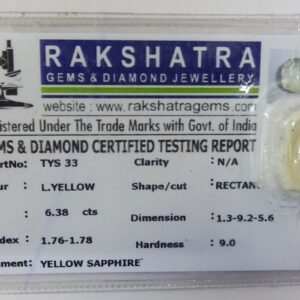 RAKSHATRA
GEMS & DIAMOND JEWELLERY
website : www.rakshatragems.com
istered Under The Trade Marks with Govt. of India
MS & DIAMOND CERTIFIED TESTING REPORT
rtNo: TYS 33 Clarity : N/A
ur : L.YELLOW Shape/cut : RECTAN
: 6.38 cts Dimension : 1.3-9.2-5.6
ndex : 1.76-1.78 Hardness : 9.0
ment: YELLOW SAPPHIRE